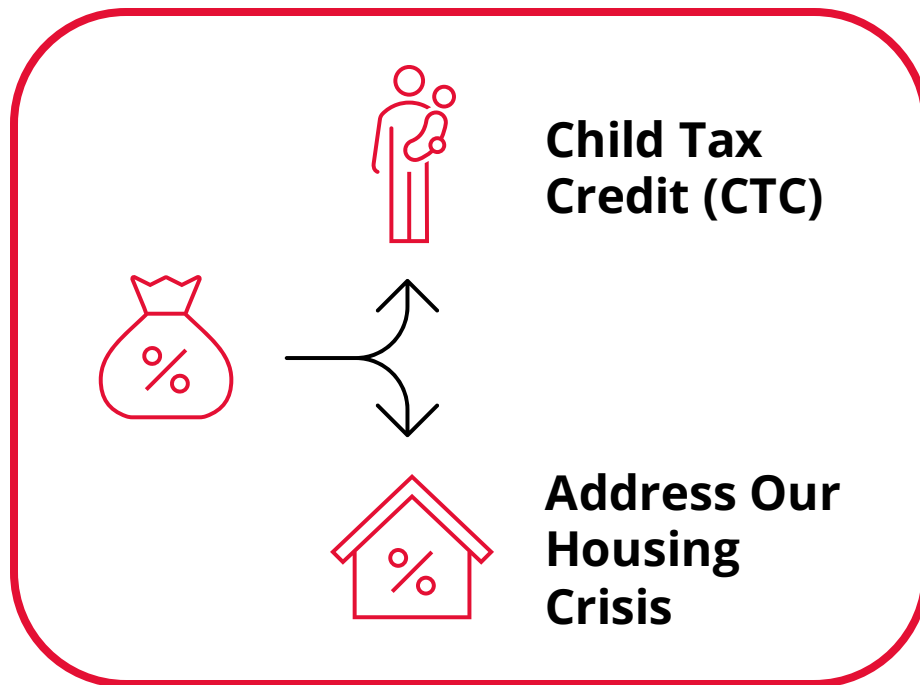 Child Tax
Credit (CTC)
%
Address Our
Housing
Crisis
%